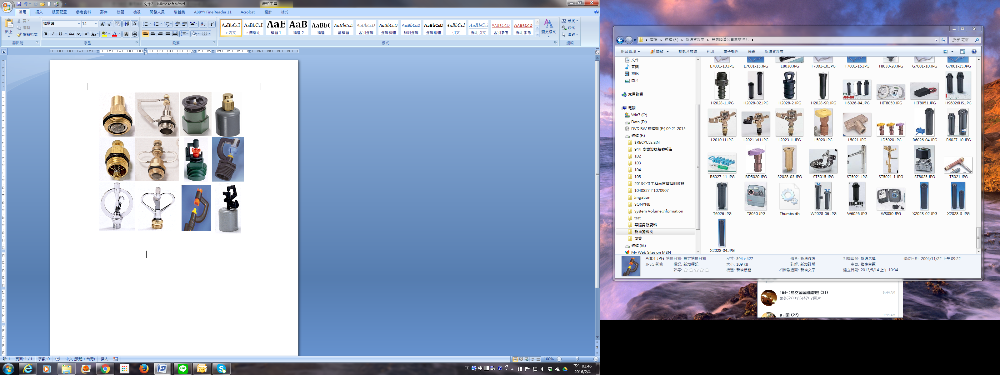 文件2 - Microsoft Word
表格工具
常用 插入 版面配置 參考資料 郵件 校閱 檢視 開發人員 增益集 ABBYY FineReader 11 Acrobat 設計 格式
貼上
剪下
複製
複製格式
剪貼簿
標楷體 14
字型
段落
AaBbCcI AaBbCcI AaB AaB AaBbC AaBbCcD AaBbCcD AaBbCcD AaBbCcD AaBbCcD AaBbCcL AaBbCcL AABBCCD AABBCCD
內文 無間距 標題 1 標題 2 標題 副標題 區別強調 強調斜體 鮮明強調 強調粗體 引文 鮮明引文 區別參考 鮮明參考
變更樣式
樣式
尋找
取代
選取
編輯
節: 1 頁面: 1 / 1 字數: 0 中文 (繁體，台灣) 插入 100%
CH 中
下午 01:46
2016/2/4
電腦 磁碟 (F:) 新增資料夾 高雨噴灌公司器材照片
組合管理 開啟 投影片放映 列印 電子郵件 燒錄 新增資料夾
文件
音樂
視訊
圖片
家用群組
電腦
Win7 (C:)
Data (D:)
DVD RW 磁碟機 (E:) 09 21 2015
磁碟 (F:)
$RECYCLE.BIN
94年高鐵沿線結案報告
102
103
104
105
2013公共工程品質管理訓練班
1040827至1070907
Irrigation
SONYNB
System Volume Information
test
某隨身碟資料
新增資料夾
簡覽
磁碟 (G:)
My Web Sites on MSN
E7001-10.JPG E7001-15.JPG E8030.JPG F7001-10.JPG F7001-15.JPG F8030-20.JPG G7001-10.JPG G7001-15.JPG
H2028-1.JPG H2028-02.JPG H2028-2.JPG H2028-SR.JPG H6026-04.JPG HIT8050.JPG HIT8051.JPG HS6026HS.JPG
L2010-H.JPG L2021-VH.JPG L2023-H.JPG L5020.JPG L5021.JPG LD5020.JPG R6026-04.JPG R6027-10.JPG
R6027-11.JPG RD5020.JPG S2028-03.JPG ST5015.JPG ST5021.JPG ST5021-1.JPG ST8025.JPG T5021.JPG
T6026.JPG T8050.JPG Thumbs.db W2028-06.JPG W6026.JPG W8050.JPG X2028-02.JPG X2028-3.JPG
X2028-04.JPG
A001.JPG 拍攝日期: 指定拍攝日期 尺寸: 394 x 427 作者: 新增作者 相機型號: 新增名稱 修改日期: 2004/11/22 下午 09:22
JPEG 影像 標記: 新增標記 大小: 109 KB 註解: 新增註解 主旨: 指定主題
評等: 標題: 新增標題 相機製造商: 新增文字 建立日期: 2013/5/14 上午 10:34
104-2烏克麗麗進階班 (24) 9:44 AM
葉美羚(欣容)傳送了圖片
Am團 (22) 9:44 AM